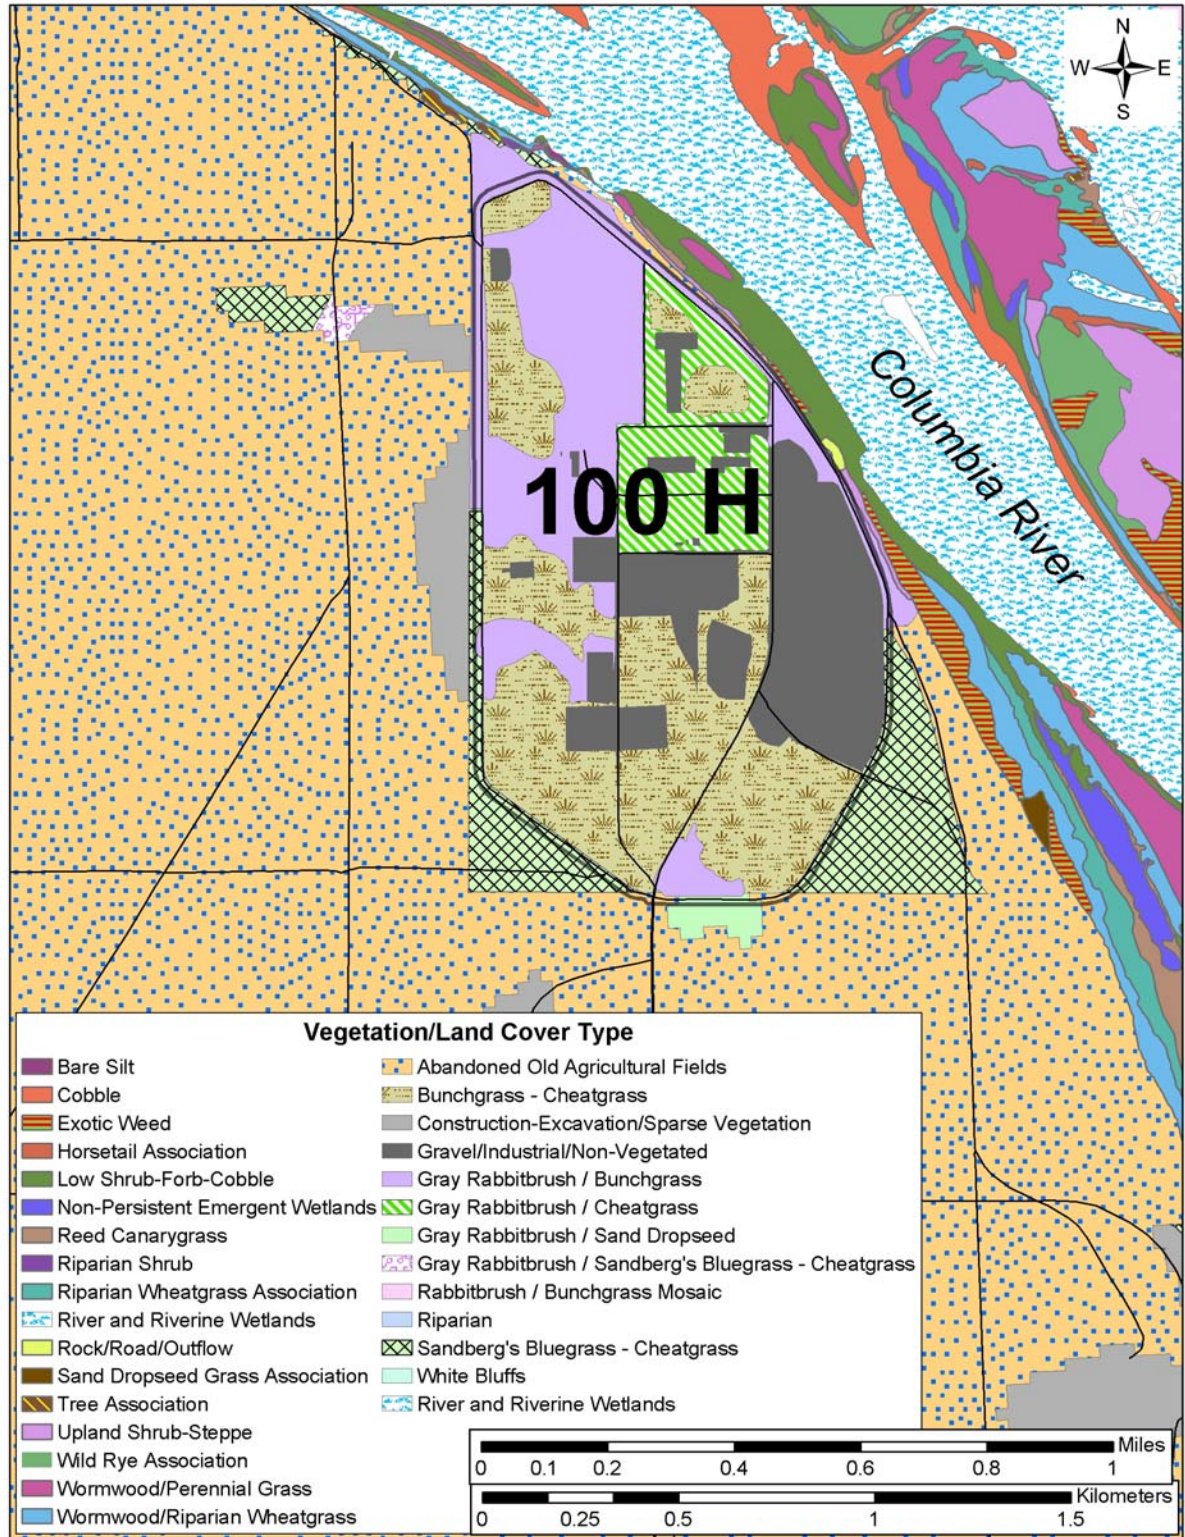 N
W E
S
Columbia River
100 H
Vegetation/Land Cover Type
Bare Silt
Cobble
Exotic Weed
Horsetail Association
Low Shrub-Forb-Cobble
Non-Persistent Emergent Wetlands
Reed Canarygrass
Riparian Shrub
Riparian Wheatgrass Association
River and Riverine Wetlands
Rock/Road/Outflow
Sand Dropseed Grass Association
Tree Association
Upland Shrub-Steppe
Wild Rye Association
Wormwood/Perennial Grass
Wormwood/Riparian Wheatgrass
Abandoned Old Agricultural Fields
Bunchgrass - Cheatgrass
Construction-Excavation/Sparse Vegetation
Gravel/Industrial/Non-Vegetated
Gray Rabbitbrush / Bunchgrass
Gray Rabbitbrush / Cheatgrass
Gray Rabbitbrush / Sand Dropseed
Gray Rabbitbrush / Sandberg's Bluegrass - Cheatgrass
Rabbitbrush / Bunchgrass Mosaic
Riparian
Sandberg's Bluegrass - Cheatgrass
White Bluffs
River and Riverine Wetlands
Miles
0 0.1 0.2 0.4 0.6 0.8 1
Kilometers
0 0.25 0.5 1 1.5